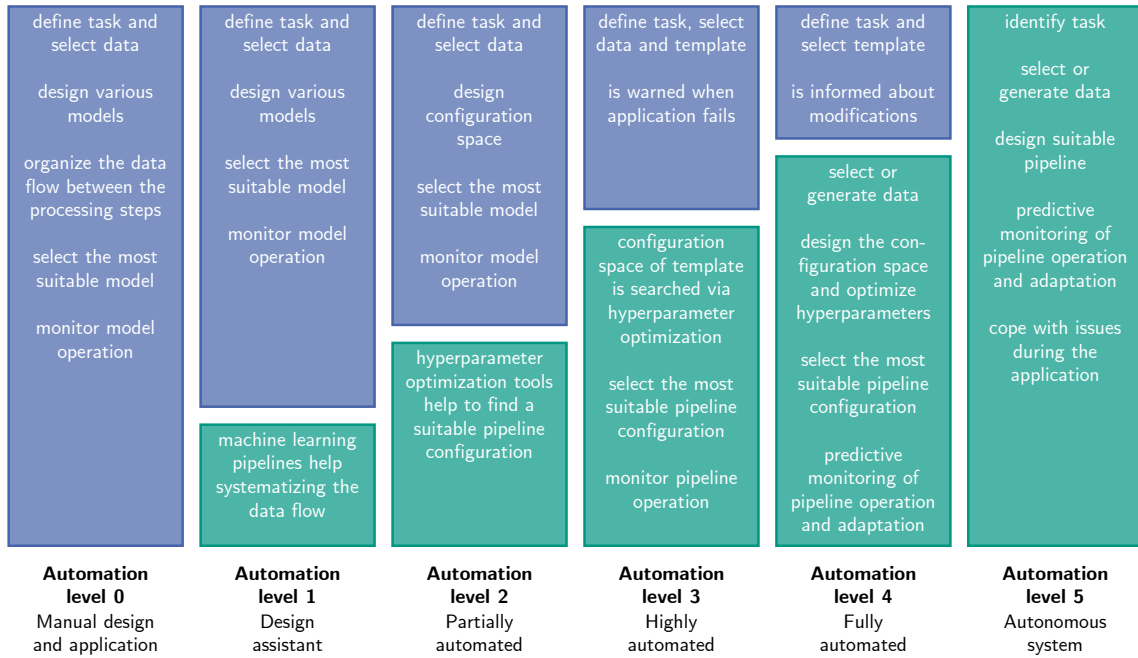 define task and
select data
design various
models
organize the data
flow between the
processing steps
select the most
suitable model
monitor model
operation
Automation
level 0
Manual design
and application
define task and
select data
design various
models
select the most
suitable model
monitor model
operation
machine learning
pipelines help
systematizing the
data flow
Automation
level 1
Design
assistant
define task and
select data
design
configuration
space
select the most
suitable model
monitor model
operation
hyperparameter
optimization tools
help to find a
suitable pipeline
configuration
Automation
level 2
Partially
automated
define task, select
data and template
is warned when
application fails
configuration
space of template
is searched via
hyperparameter
optimization
select the most
suitable pipeline
configuration
monitor pipeline
operation
Automation
level 3
Highly
automated
define task and
select template
is informed about
modifications
select or
generate data
design the con-
figuration space
and optimize
hyperparameters
select the most
suitable pipeline
configuration
predictive
monitoring of
pipeline operation
and adaptation
Automation
level 4
Fully
automated
identify task
select or
generate data
design suitable
pipeline
predictive
monitoring of
pipeline operation
and adaptation
cope with issues
during the
application
Automation
level 5
Autonomous
system